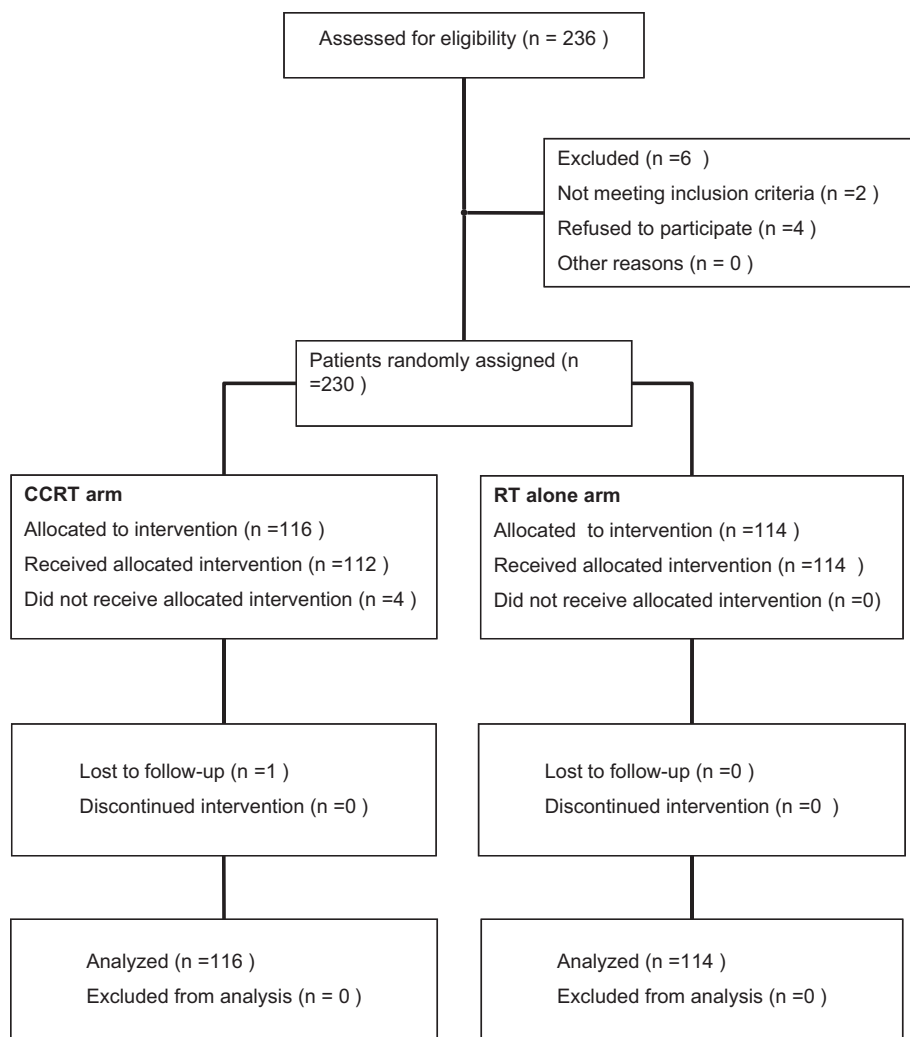 Assessed for eligibility (n = 236 )
Excluded (n =6 )
Not meeting inclusion criteria (n =2 )
Refused to participate (n =4 )
Other reasons (n = 0 )
Patients randomly assigned (n
=230 )
CCRT arm
Allocated to intervention (n =116 )
Received allocated intervention (n =112 )
Did not receive allocated intervention (n =4 )
RT alone arm
Allocated  to intervention (n =114 )
Received allocated intervention (n =114  )
Did not receive allocated intervention (n =0)
Lost to follow-up (n =1 )
Discontinued intervention (n =0 )
Lost to follow-up (n =0 )
Discontinued intervention (n =0  )
Analyzed (n =116 )
Excluded from analysis (n = 0 )
Analyzed (n =114 )
Excluded from analysis (n =0 )